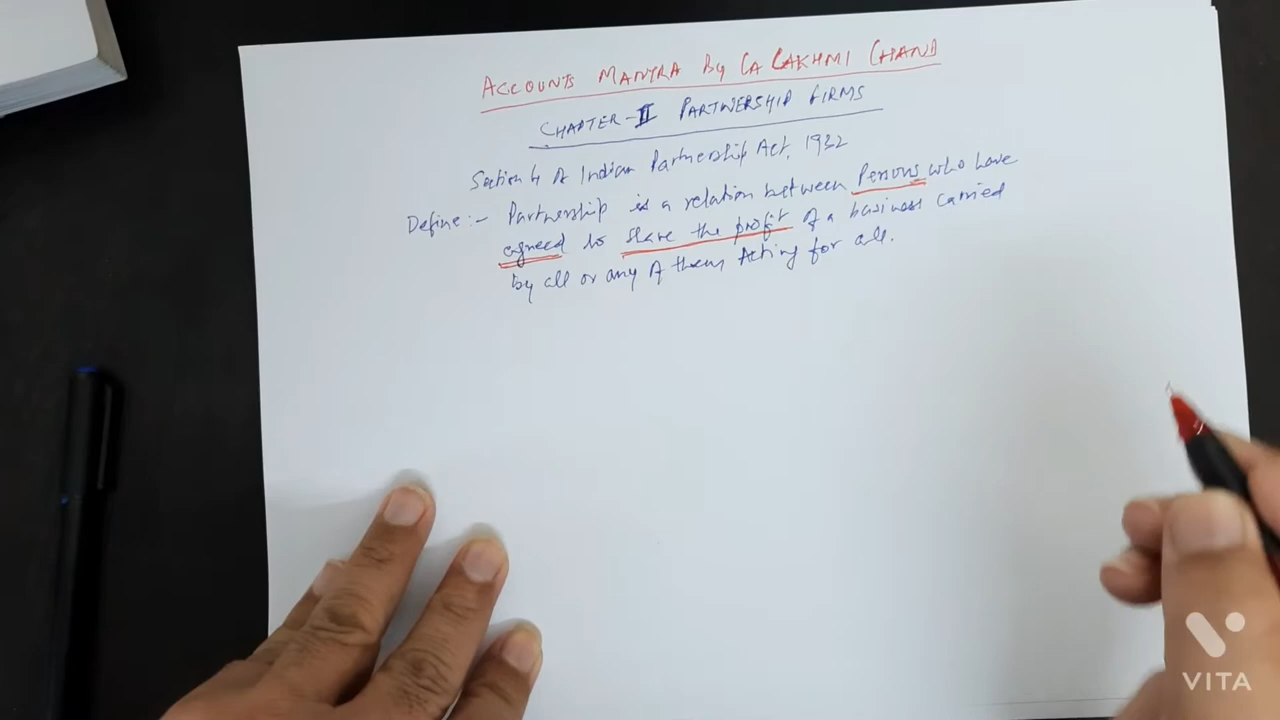 ACCOUNTS MANTRA By CA LAKHMI CHAND
CHAPTER-II PARTNERSHIP FIRMS
Section 4 of Indian Partnership Act, 1932
Define:- Partnership is a relation between Persons who have
agreed to share the profit of a business carried
by all or any of them Acting for all.
VITA